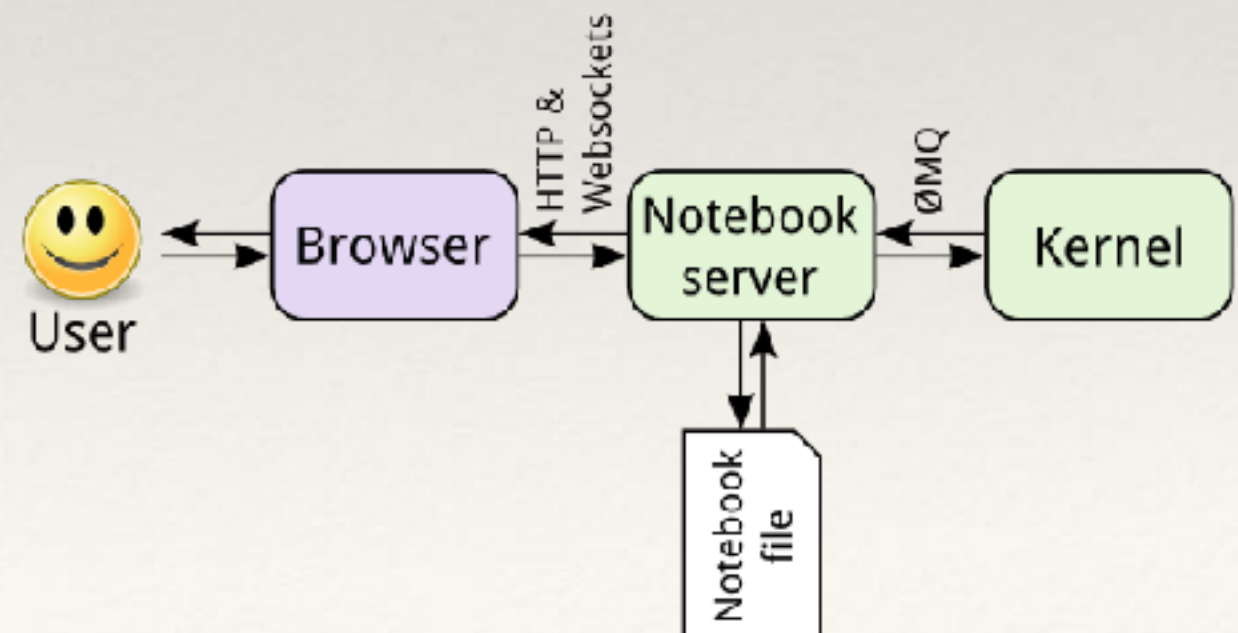 User
Browser
HTTP &
Websockets
Notebook
server
ØMQ
Kernel
Notebook
file